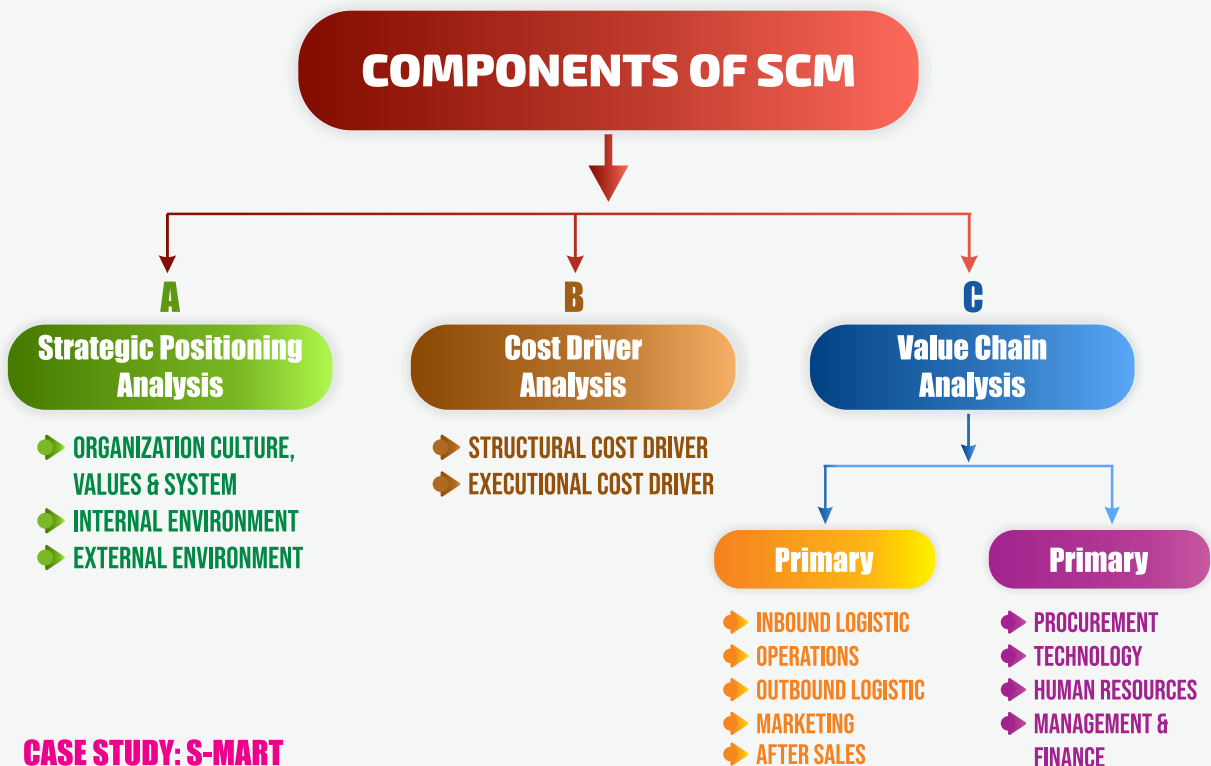 COMPONENTS OF SCM
A
Strategic Positioning
Analysis
ORGANIZATION CULTURE,
VALUES & SYSTEM
INTERNAL ENVIRONMENT
EXTERNAL ENVIRONMENT
B
Cost Driver
Analysis
STRUCTURAL COST DRIVER
EXECUTIONAL COST DRIVER
C
Value Chain
Analysis
Primary
INBOUND LOGISTIC
OPERATIONS
OUTBOUND LOGISTIC
MARKETING
AFTER SALES
Primary
PROCUREMENT
TECHNOLOGY
HUMAN RESOURCES
MANAGEMENT &
FINANCE
CASE STUDY: S-MART